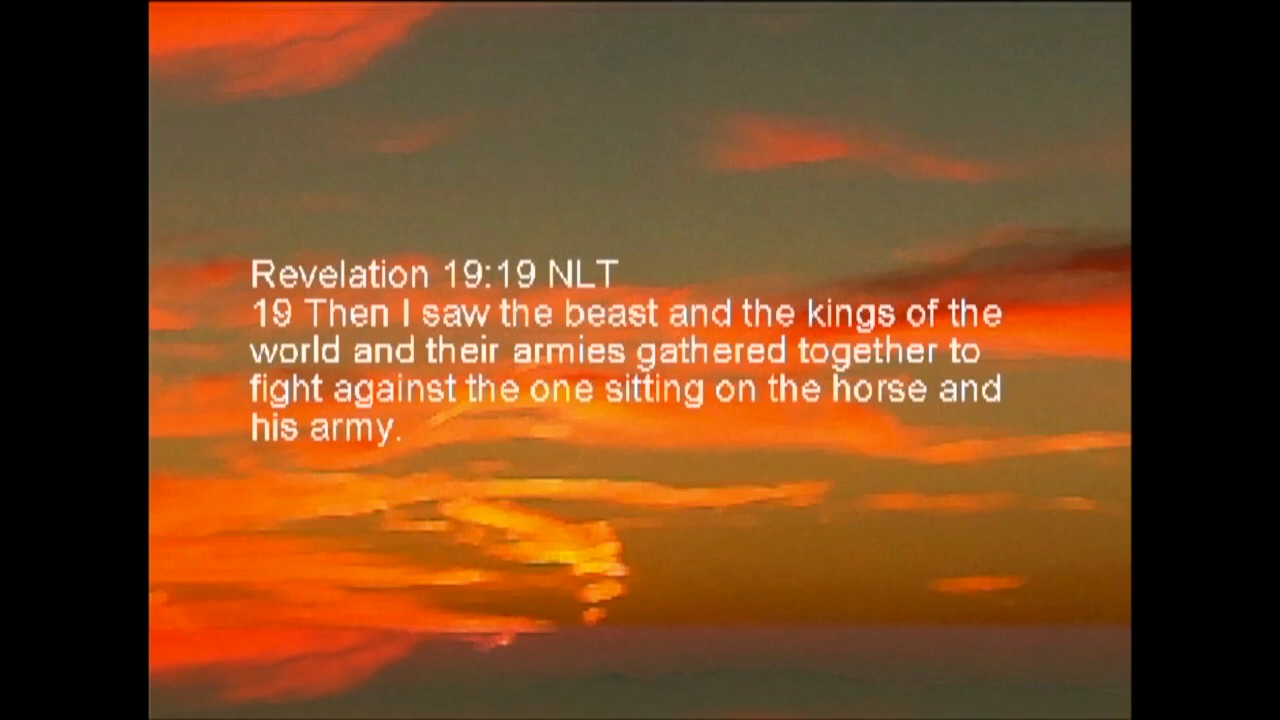 Revelation 19:19 NLT
19 Then I saw the beast and the kings of the
world and their armies gathered together to
fight against the one sitting on the horse and
his army.